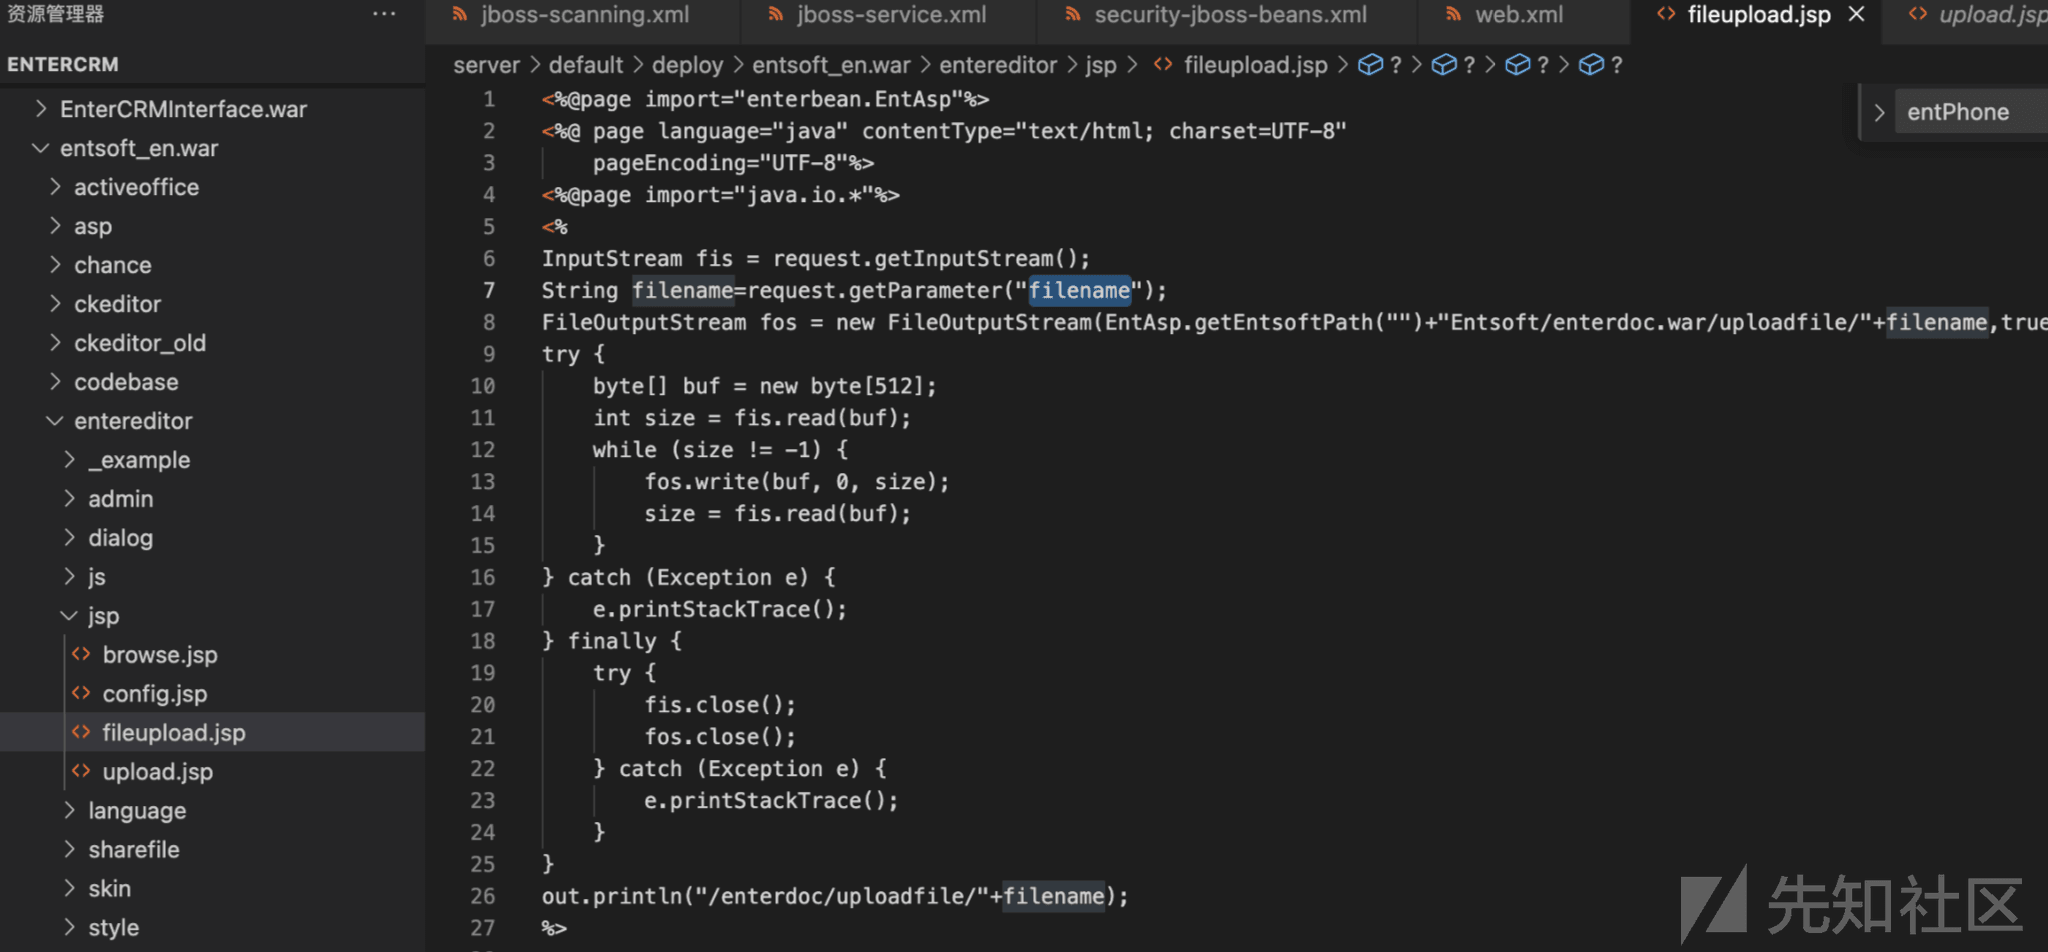 资源管理器
ENTERCRM
EnterCRMInterface.war
entsoft_en.war
activeoffice
asp
chance
ckeditor
ckeditor_old
codebase
entereditor
_example
admin
dialog
js
jsp
browse.jsp
config.jsp
fileupload.jsp
upload.jsp
language
sharefile
skin
style
jboss-scanning.xml
jboss-service.xml
security-jboss-beans.xml
web.xml
fileupload.jsp
upload.jsp
server > default > deploy > entsoft_en.war > entereditor > jsp > fileupload.jsp > ? > ? > ? > ?
entPhone
1 <%@page import="enterbean.EntAsp"%>
2 <%@ page language="java" contentType="text/html; charset=UTF-8"
3 pageEncoding="UTF-8"%>
4 <%@page import="java.io.*"%>
5 <%
6 InputStream fis = request.getInputStream();
7 String filename=request.getParameter("filename");
8 FileOutputStream fos = new FileOutputStream(EntAsp.getEntsoftPath("")+"Entsoft/enterdoc.war/uploadfile/"+filename,true
9 try {
10 byte[] buf = new byte[512];
11 int size = fis.read(buf);
12 while (size != -1) {
13 fos.write(buf, 0, size);
14 size = fis.read(buf);
15 }
16 } catch (Exception e) {
17 e.printStackTrace();
18 } finally {
19 try {
20 fis.close();
21 fos.close();
22 } catch (Exception e) {
23 e.printStackTrace();
24 }
25 }
26 out.println("/enterdoc/uploadfile/"+filename);
27 %>
先知社区